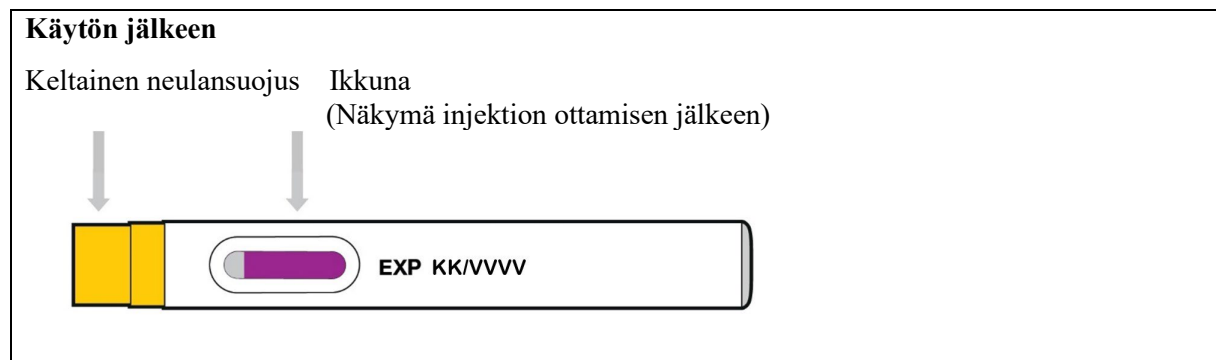 Käytön jälkeen
Keltainen neulansuojus Ikkuna
(Näkymä injektion ottamisen jälkeen)
EXP KK/VVVV